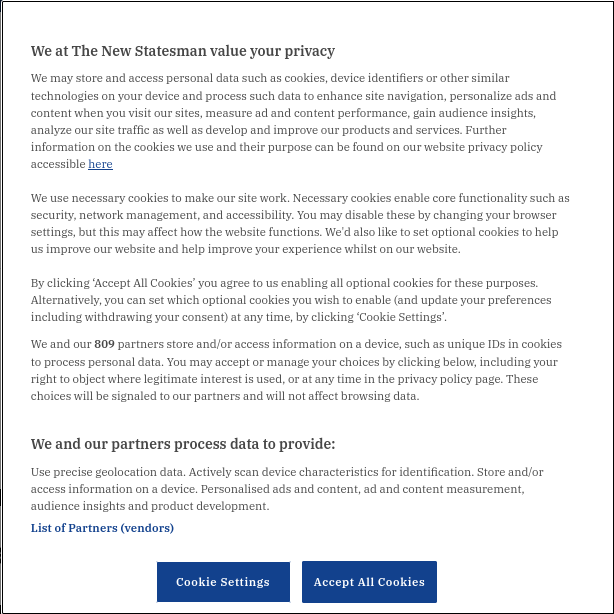 We at The New Statesman value your privacy
We may store and access personal data such as cookies, device identifiers or other similar
technologies on your device and process such data to enhance site navigation, personalize ads and
content when you visit our sites, measure ad and content performance, gain audience insights,
analyze our site traffic as well as develop and improve our products and services. Further
information on the cookies we use and their purpose can be found on our website privacy policy
accessible here
We use necessary cookies to make our site work. Necessary cookies enable core functionality such as
security, network management, and accessibility. You may disable these by changing your browser
settings, but this may affect how the website functions. We'd also like to set optional cookies to help
us improve our website and help improve your experience whilst on our website.
By clicking ‘Accept All Cookies’ you agree to us enabling all optional cookies for these purposes.
Alternatively, you can set which optional cookies you wish to enable (and update your preferences
including withdrawing your consent) at any time, by clicking ‘Cookie Settings’.
We and our 809 partners store and/or access information on a device, such as unique IDs in cookies
to process personal data. You may accept or manage your choices by clicking below, including your
right to object where legitimate interest is used, or at any time in the privacy policy page. These
choices will be signaled to our partners and will not affect browsing data.
We and our partners process data to provide:
Use precise geolocation data. Actively scan device characteristics for identification. Store and/or
access information on a device. Personalised ads and content, ad and content measurement,
audience insights and product development.
List of Partners (vendors)
Cookie Settings
Accept All Cookies